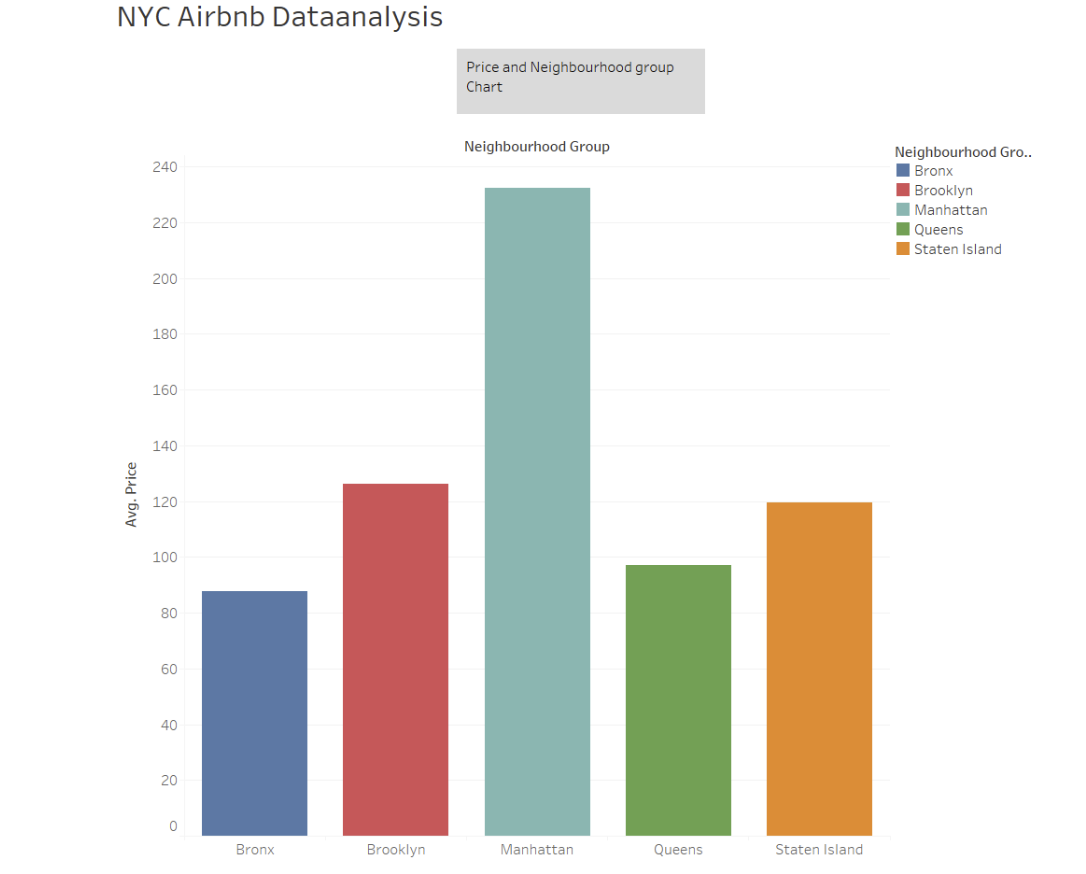 NYC Airbnb Dataanalysis
Price and Neighbourhood group
Chart
Neighbourhood Group
Neighbourhood Gro..
Bronx
Brooklyn
Manhattan
Queens
Staten Island
Avg. Price
240
220
200
180
160
140
120
100
80
60
40
20
0
Bronx Brooklyn Manhattan Queens Staten Island